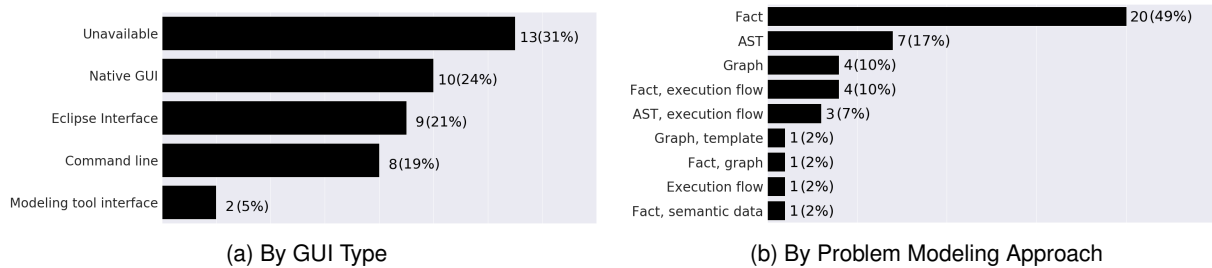 Unavailable 13(31%)
Native GUI 10(24%)
Eclipse Interface 9(21%)
Command line 8(19%)
Modeling tool interface 2(5%)
(a) By GUI Type
Fact 20(49%)
AST 7(17%)
Graph 4(10%)
Fact, execution flow 4(10%)
AST, execution flow 3(7%)
Graph, template 1(2%)
Fact, graph 1(2%)
Execution flow 1(2%)
Fact, semantic data 1(2%)
(b) By Problem Modeling Approach